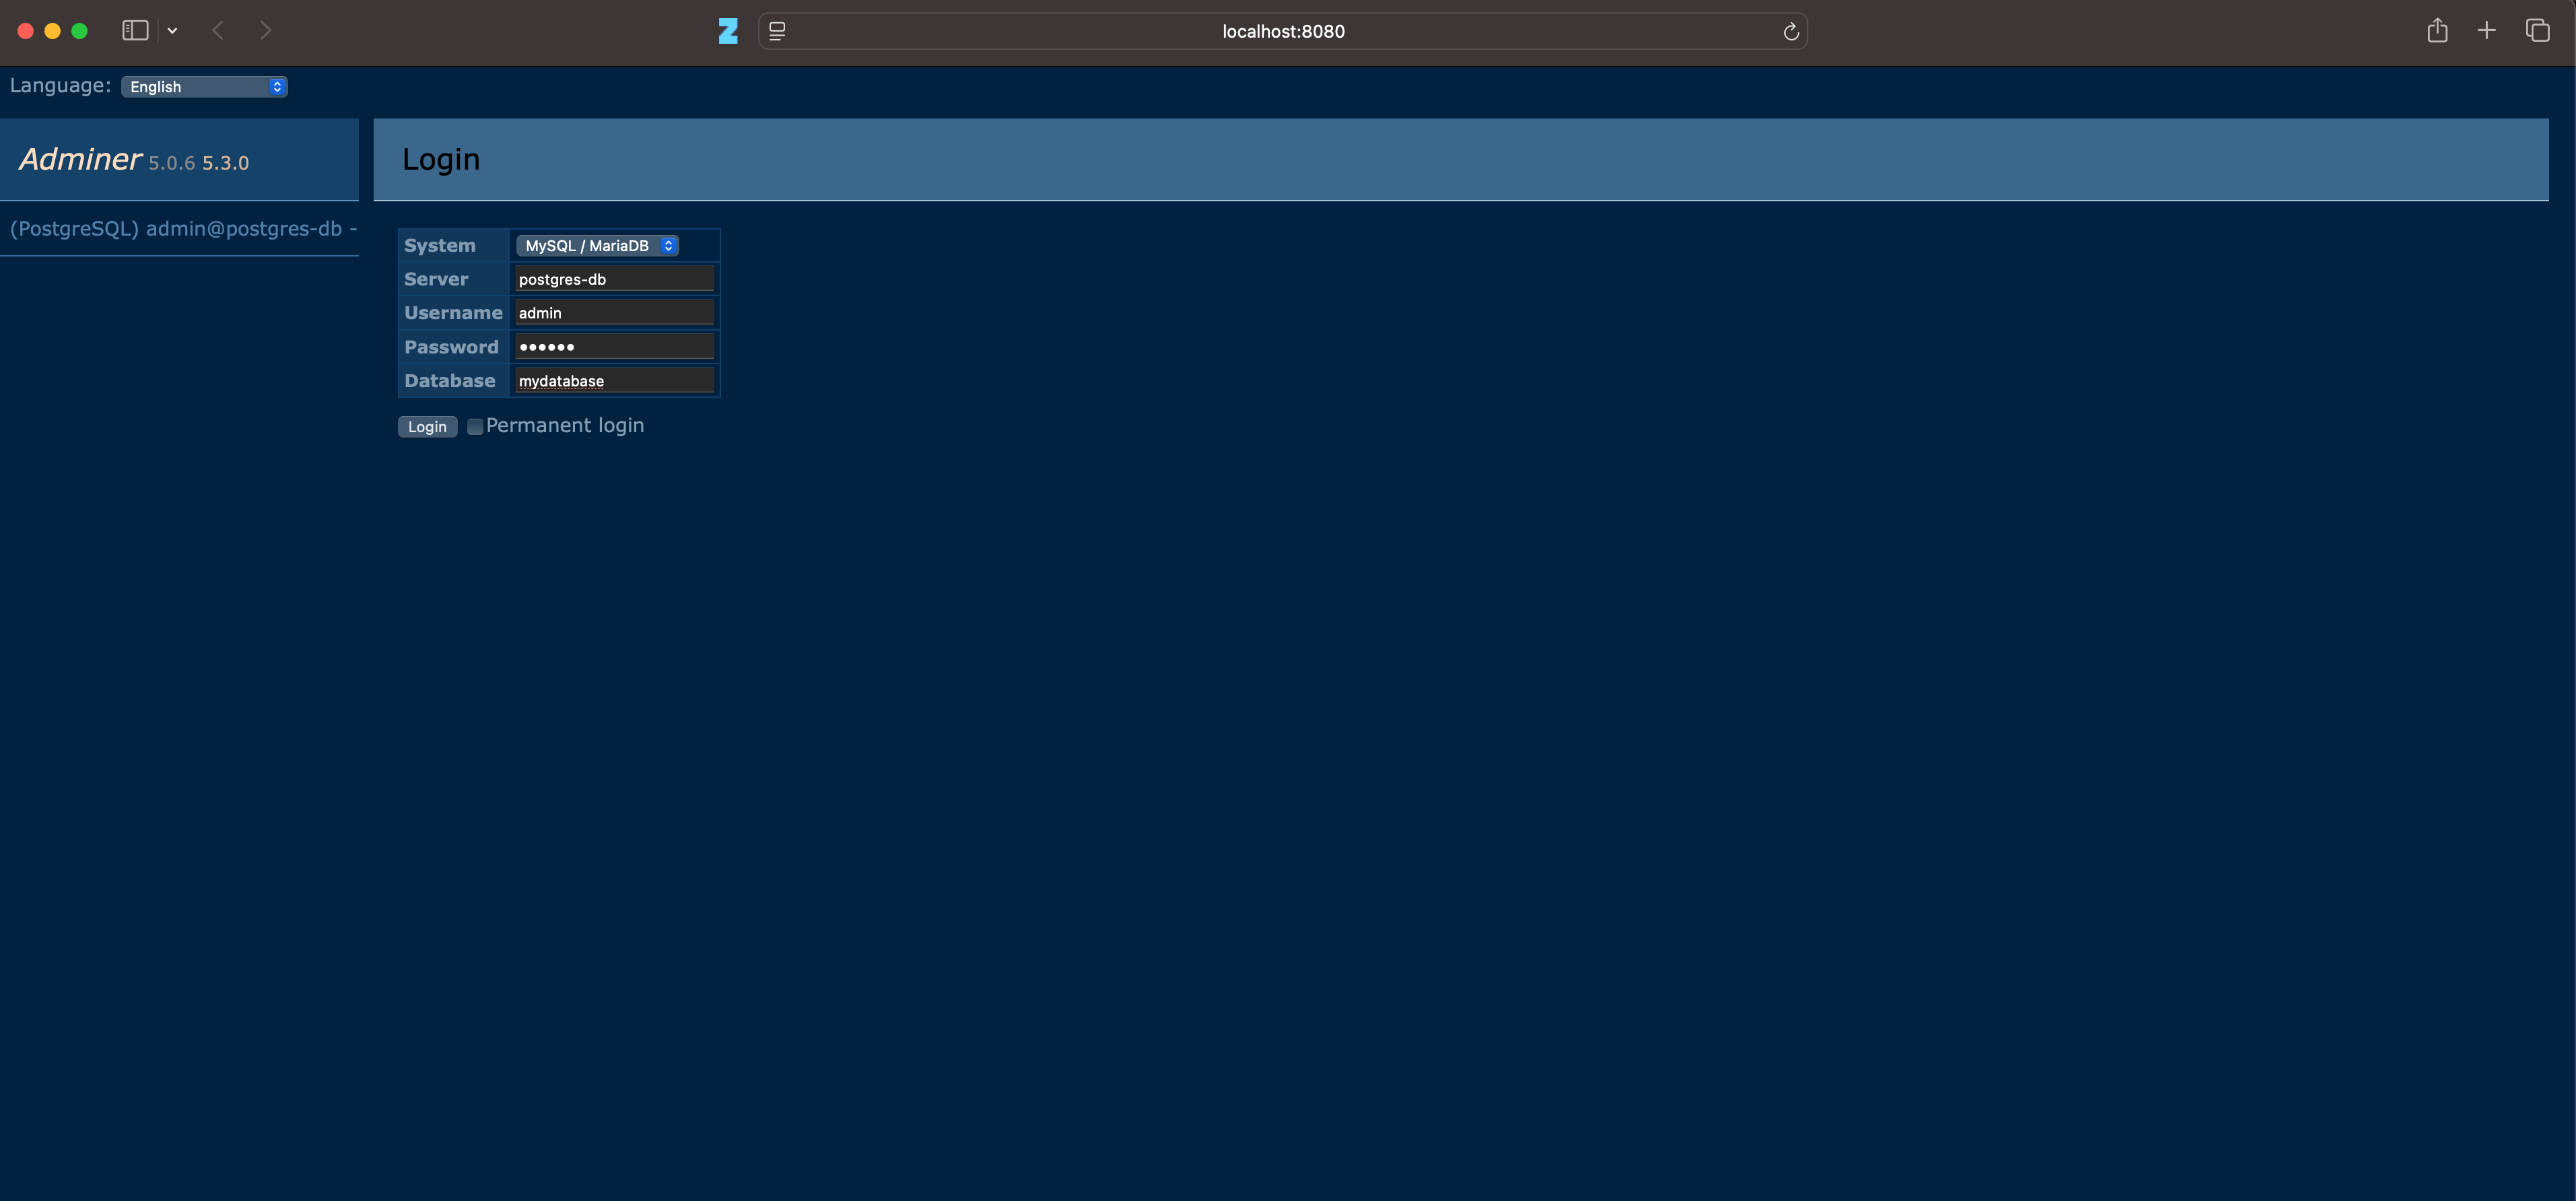 localhost:8080
Language: English
Adminer 5.0.6 5.3.0
Login
(PostgreSQL) admin@postgres-db -
System MySQL / MariaDB
Server postgres-db
Username admin
Password ••••••
Database mydatabase
Login Permanent login